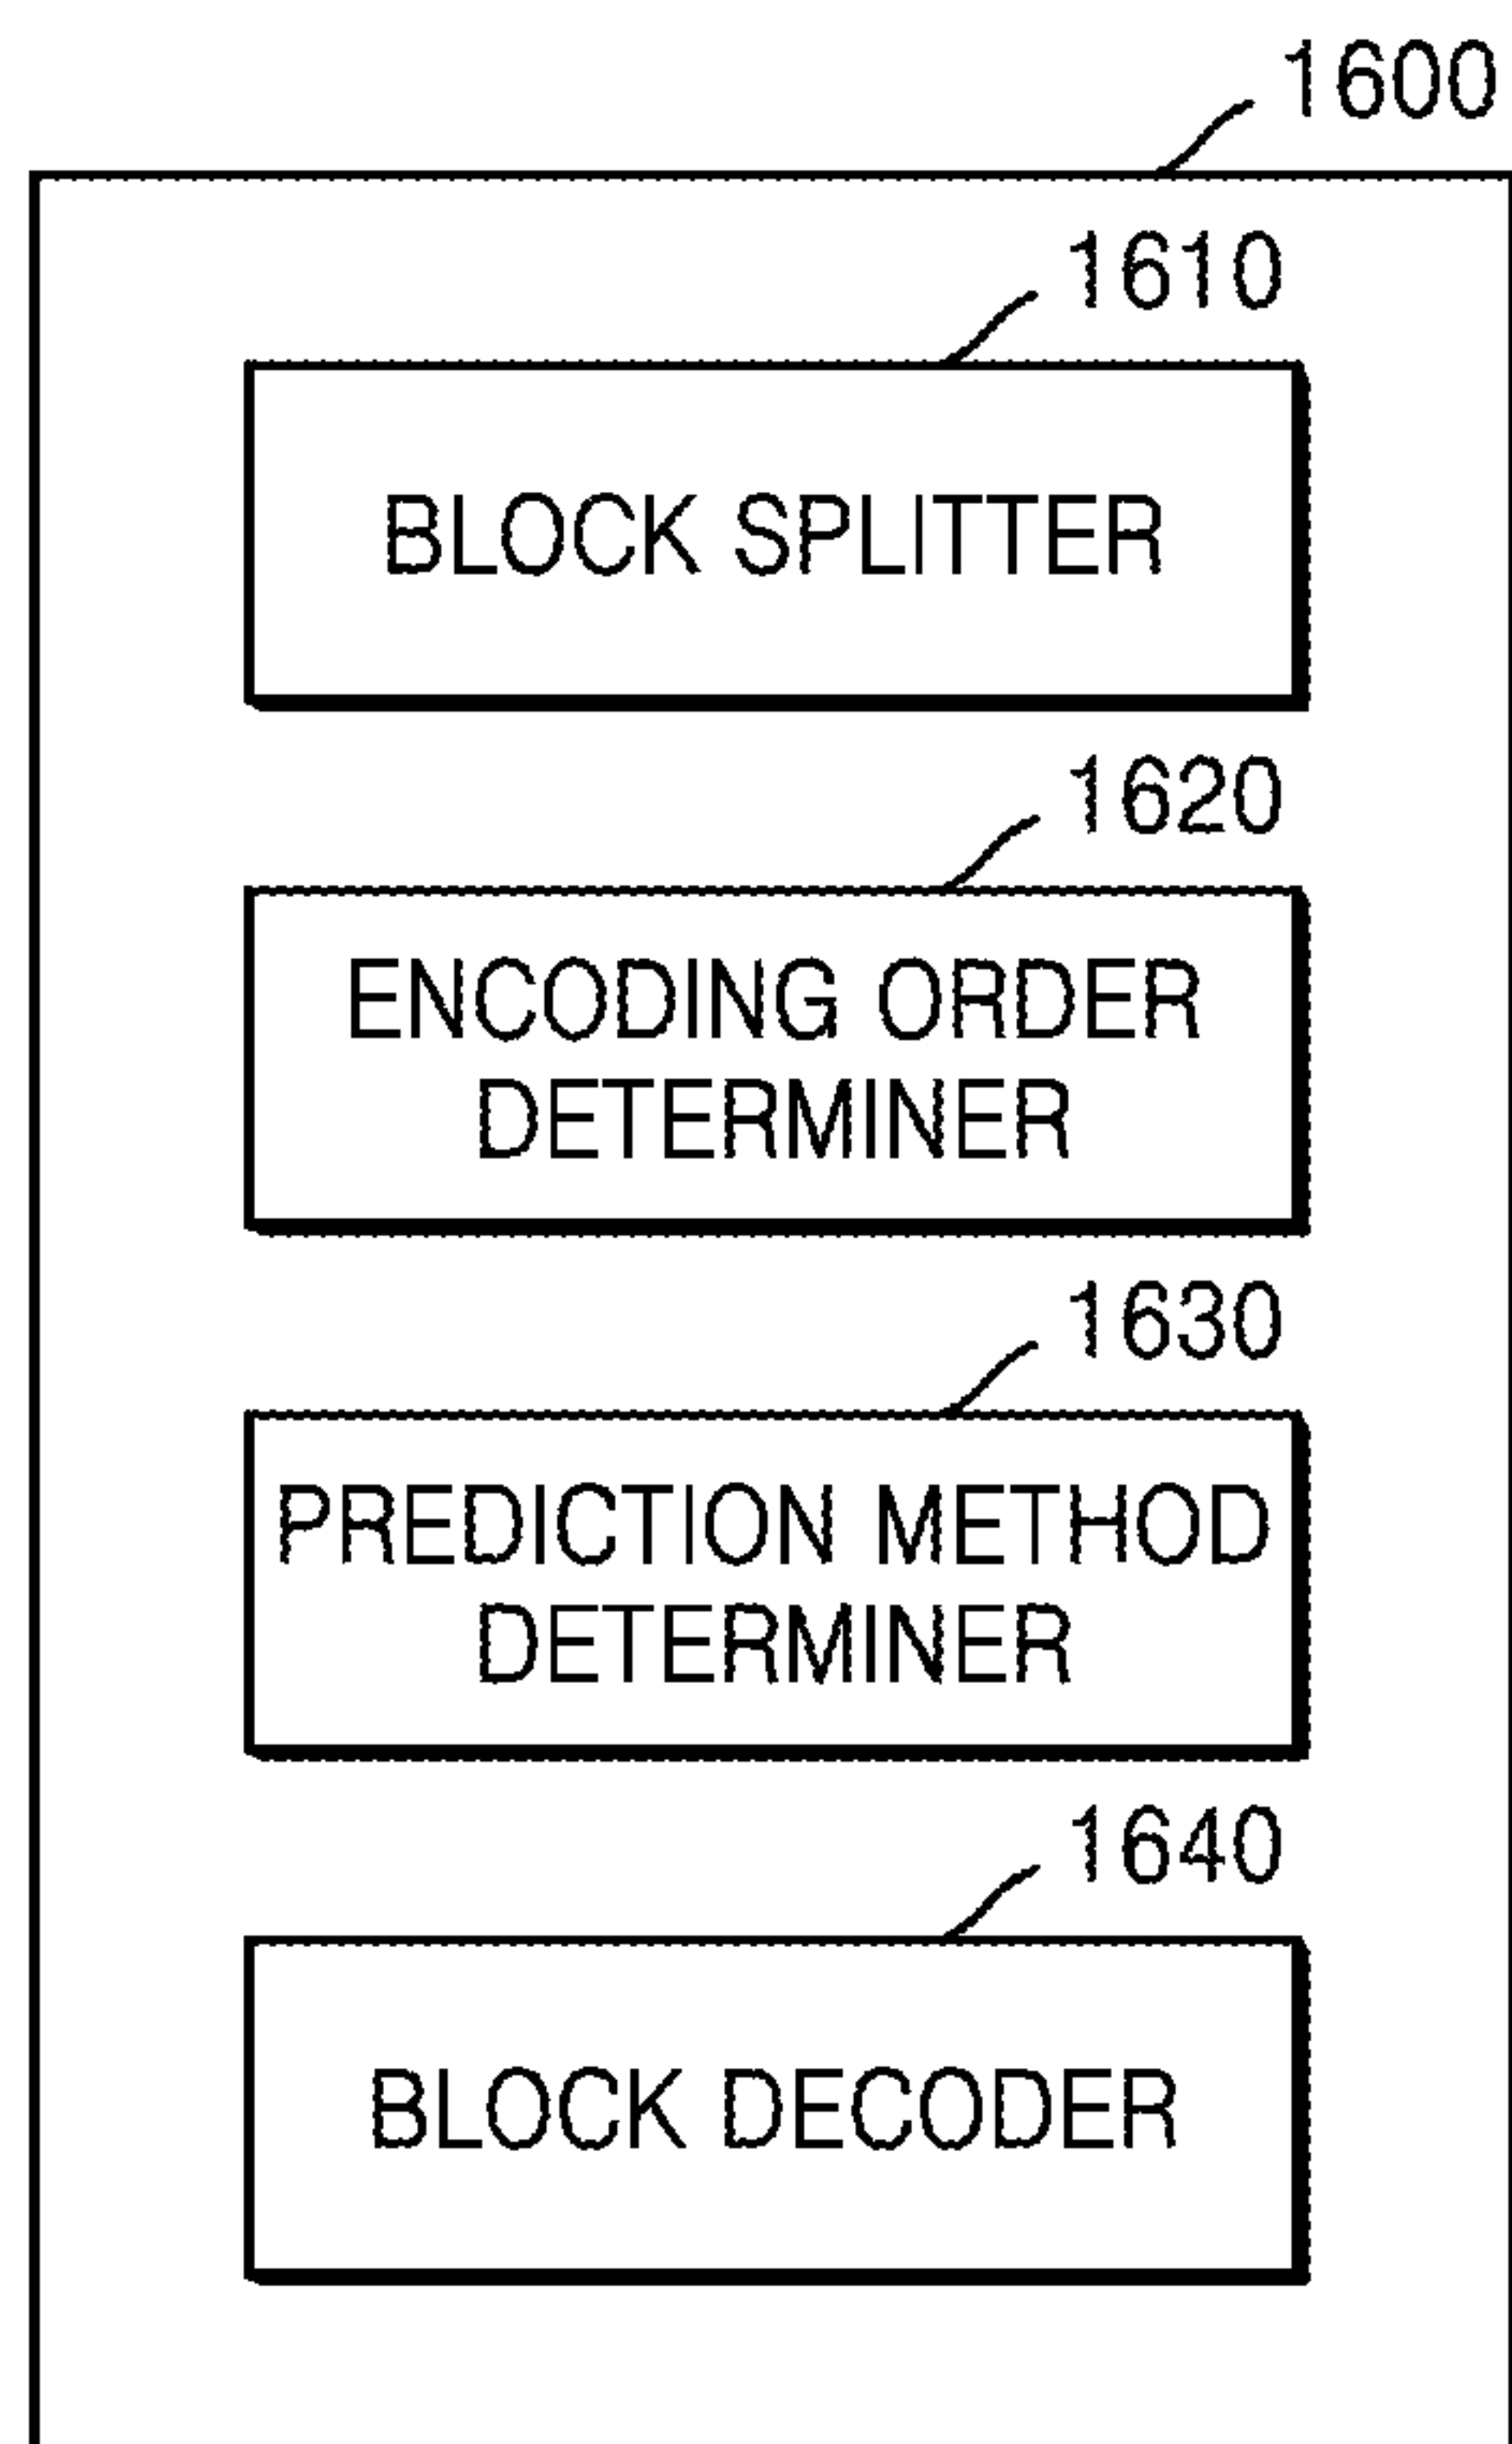 1600
1610
BLOCK SPLITTER
1620
ENCODING ORDER
DETERMINER
1630
PREDICTION METHOD
DETERMINER
1640
BLOCK DECODER